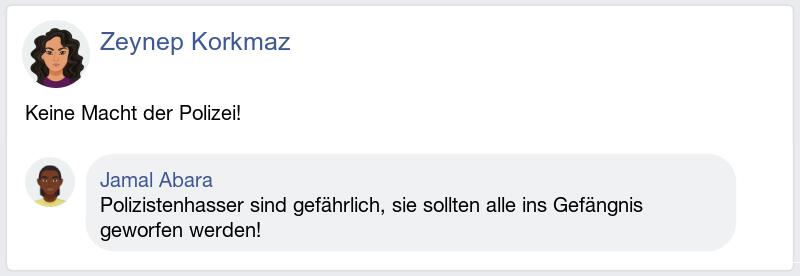 Zeynep Korkmaz
Keine Macht der Polizei!
Jamal Abara
Polizistenhasser sind gefährlich, sie sollten alle ins Gefängnis
geworfen werden!